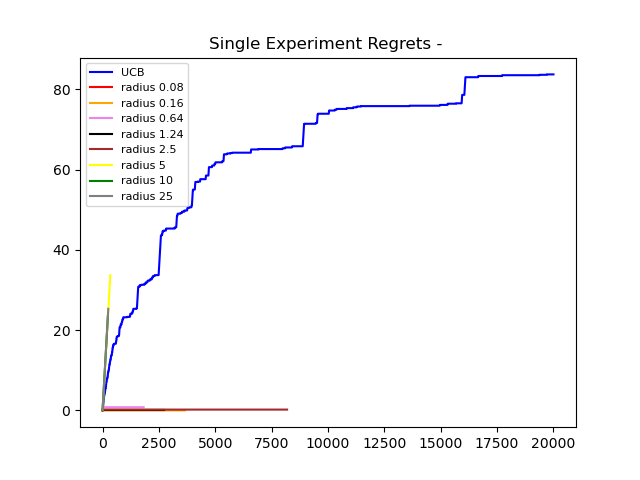 Single Experiment Regrets -
UCB
radius 0.08
radius 0.16
radius 0.64
radius 1.24
radius 2.5
radius 5
radius 10
radius 25
80
60
40
20
0
0 2500 5000 7500 10000 12500 15000 17500 20000